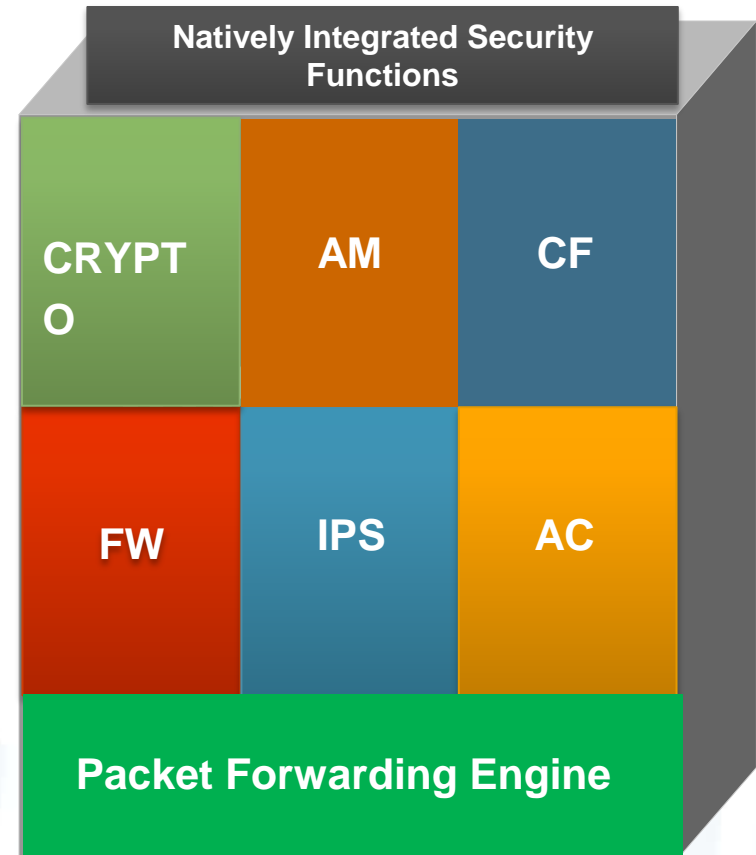 Natively Integrated Security
Functions
CRYPT
O
AM
CF
FW
IPS
AC
Packet Forwarding Engine